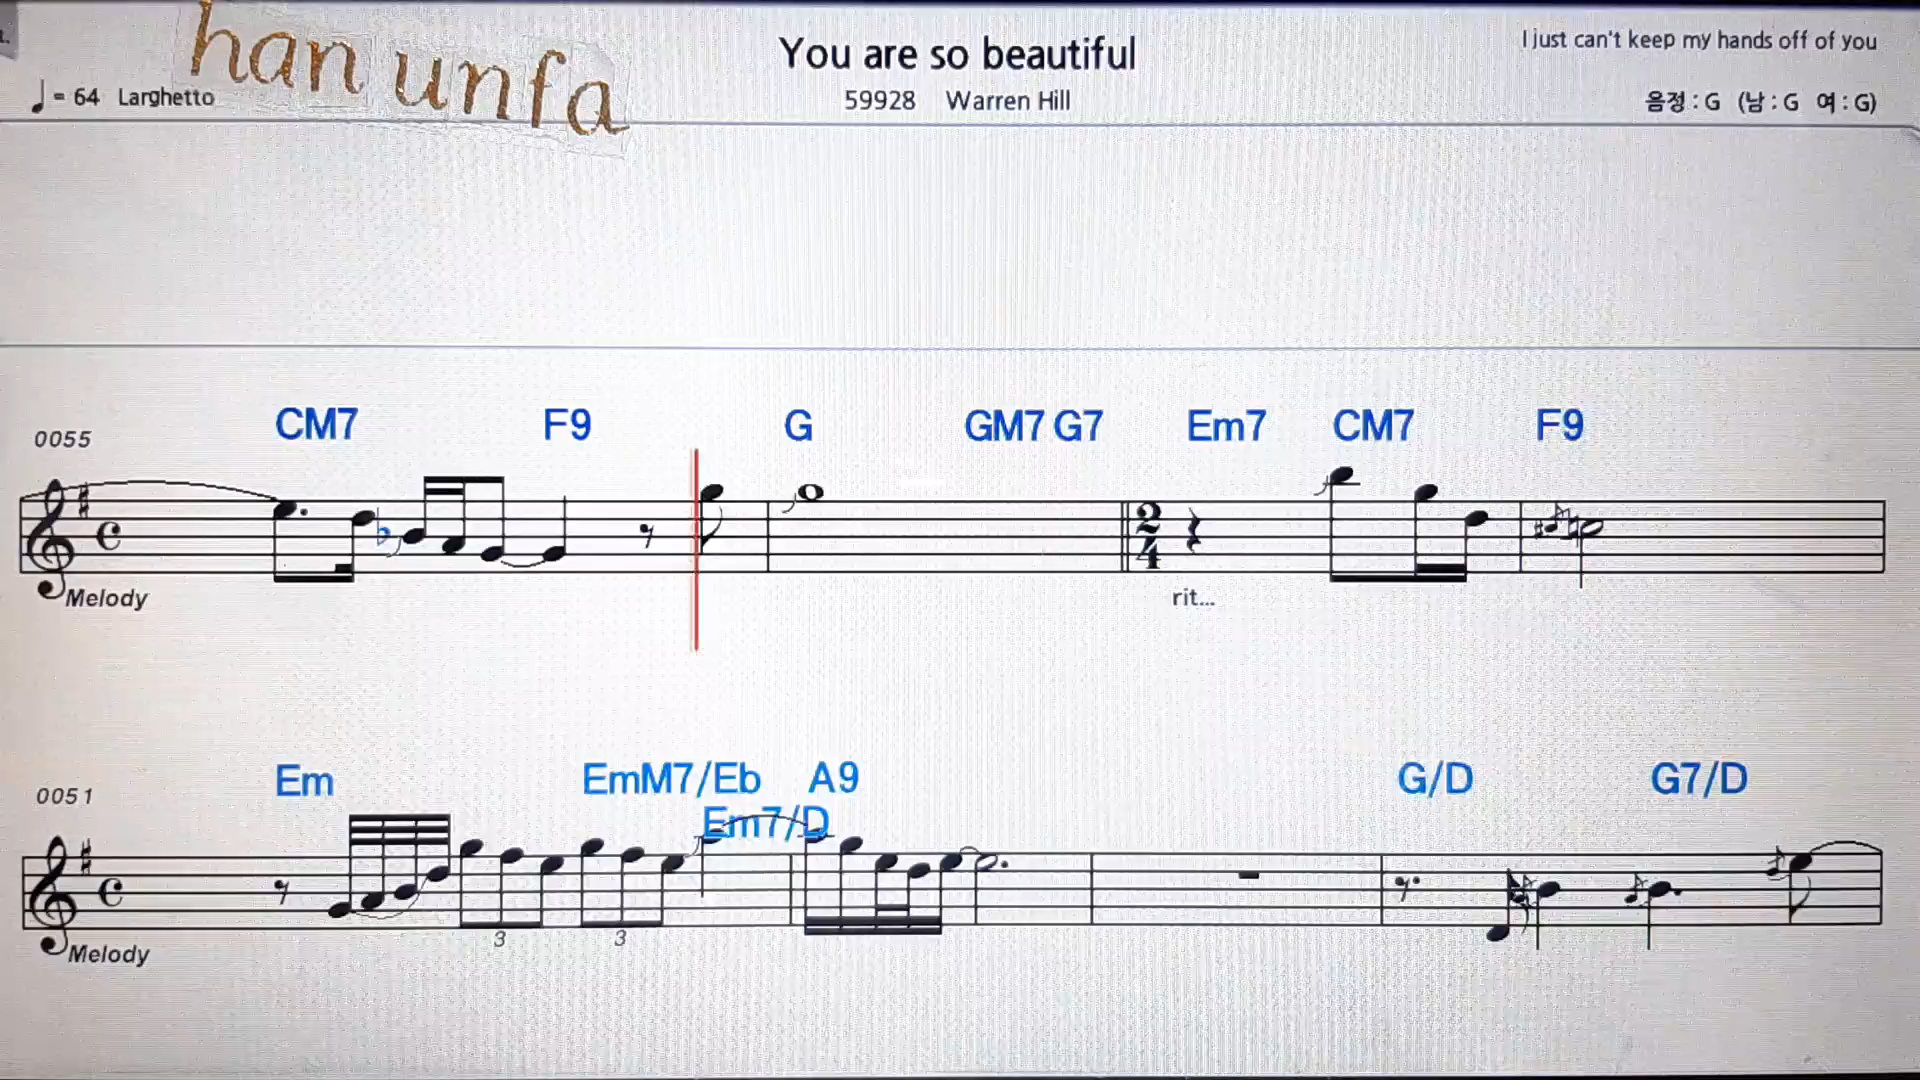 han unfa
You are so beautiful
I just can't keep my hands off of you
= 64 Larghetto
59928 Warren Hill
음정 : G (남 : G 여 : G)
CM7 F9 G GM7 G7 Em7 CM7 F9
0055
2
4
Melody
rit...
Em EmM7/Eb A9 G/D G7/D
0051
Em7/D
3 3
Melody